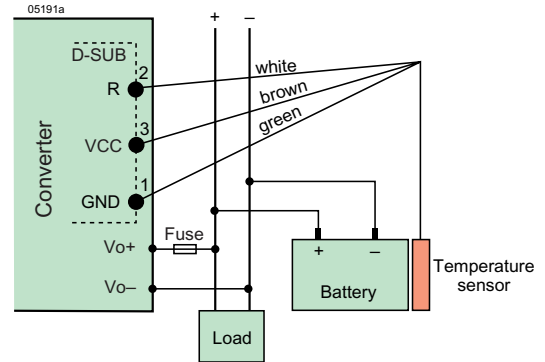 05191a
+ –
D-SUB
2
R
white
brown
3
VCC
green
1
GND
Converter
Vo+
Fuse
Vo–
+ –
Battery
Temperature
sensor
Load